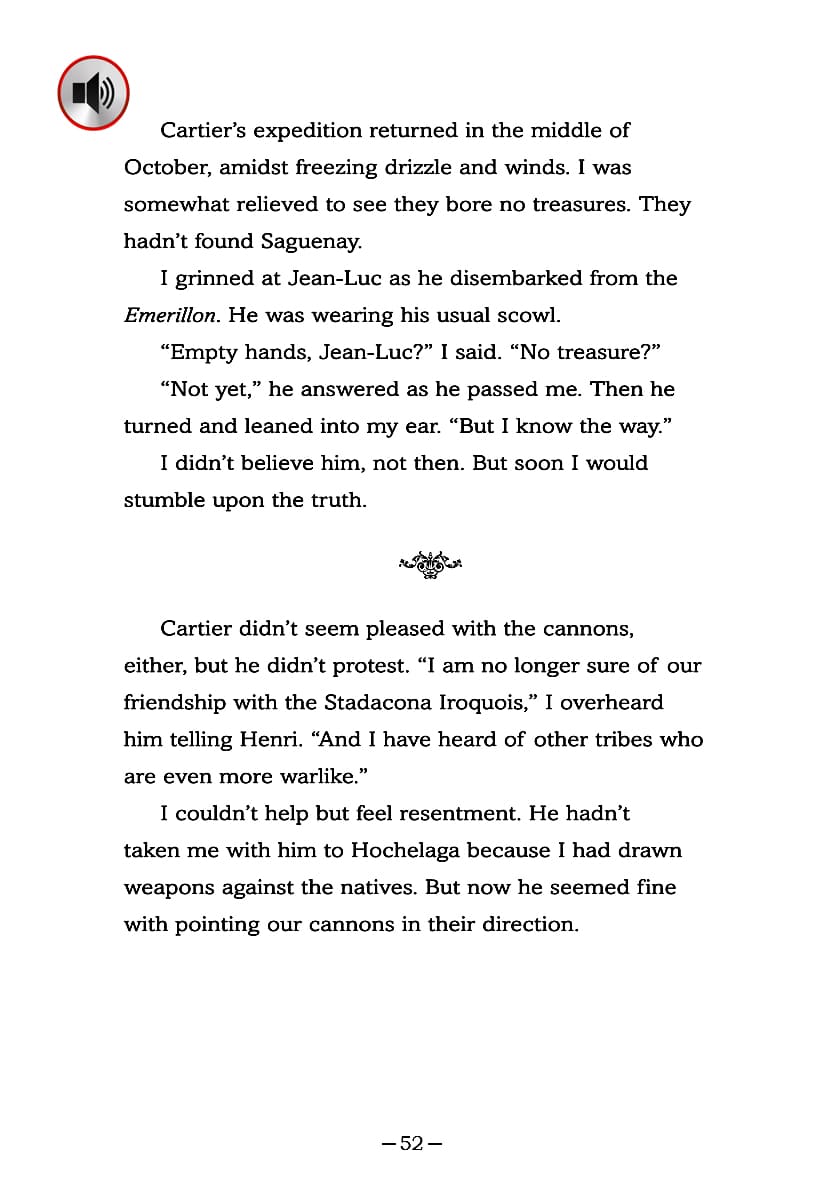 Cartier’s expedition returned in the middle of
October, amidst freezing drizzle and winds. I was
somewhat relieved to see they bore no treasures. They
hadn’t found Saguenay.
I grinned at Jean-Luc as he disembarked from the
Emerillon. He was wearing his usual scowl.
“Empty hands, Jean-Luc?” I said. “No treasure?”
“Not yet,” he answered as he passed me. Then he
turned and leaned into my ear. “But I know the way.”
I didn’t believe him, not then. But soon I would
stumble upon the truth.
Cartier didn’t seem pleased with the cannons,
either, but he didn’t protest. “I am no longer sure of our
friendship with the Stadacona Iroquois,” I overheard
him telling Henri. “And I have heard of other tribes who
are even more warlike.”
I couldn’t help but feel resentment. He hadn’t
taken me with him to Hochelaga because I had drawn
weapons against the natives. But now he seemed fine
with pointing our cannons in their direction.
— 52 —